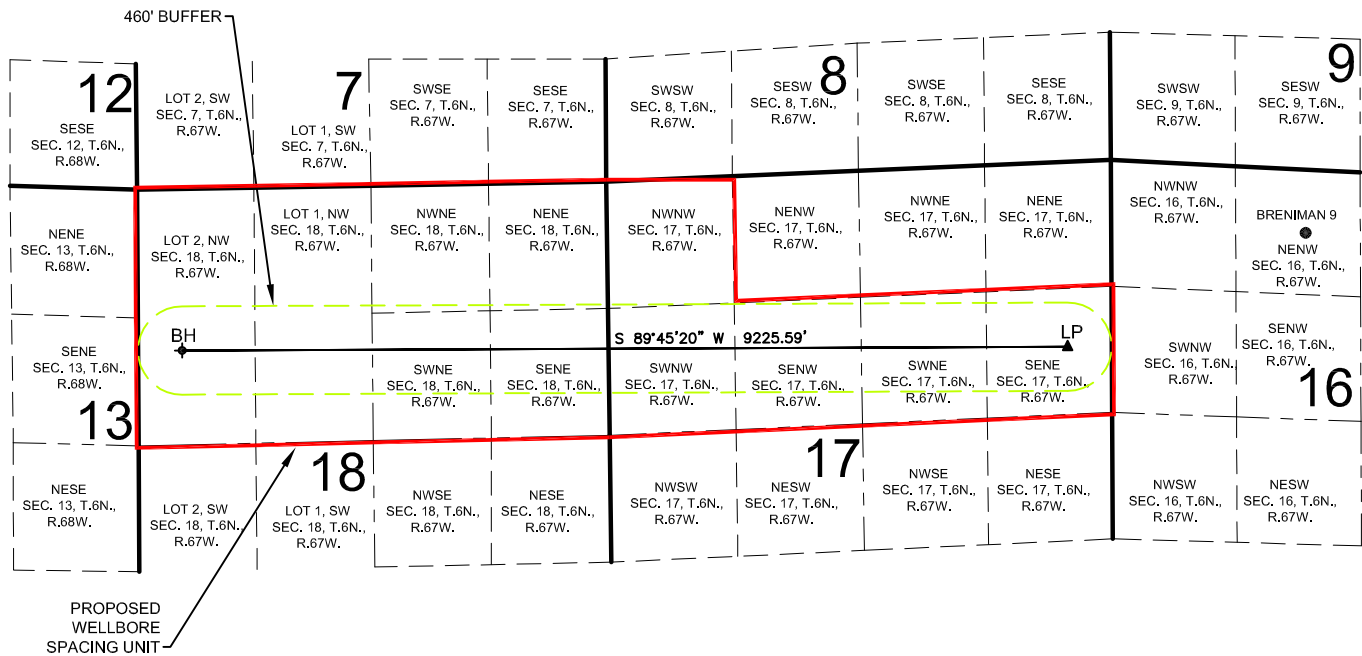 460' BUFFER
12
7
8
9
SESE
SEC. 12, T.6N.,
R.68W.
LOT 2, SW
SEC. 7, T.6N.,
R.67W.
LOT 1, SW
SEC. 7, T.6N.,
R.67W.
SWSE
SEC. 7, T.6N.,
R.67W.
SESE
SEC. 7, T.6N.,
R.67W.
SWSW
SEC. 8, T.6N.,
R.67W.
SESW
SEC. 8, T.6N.,
R.67W.
SWSE
SEC. 8, T.6N.,
R.67W.
SESE
SEC. 8, T.6N.,
R.67W.
SWSW
SEC. 9, T.6N.,
R.67W.
SESW
SEC. 9, T.6N.,
R.67W.
NENE
SEC. 13, T.6N.,
R.68W.
LOT 2, NW
SEC. 18, T.6N.,
R.67W.
LOT 1, NW
SEC. 18, T.6N.,
R.67W.
NWNE
SEC. 18, T.6N.,
R.67W.
NENE
SEC. 18, T.6N.,
R.67W.
NWNW
SEC. 17, T.6N.,
R.67W.
NENW
SEC. 17, T.6N.,
R.67W.
NWNE
SEC. 17, T.6N.,
R.67W.
NENE
SEC. 17, T.6N.,
R.67W.
NWNW
SEC. 16, T.6N.,
R.67W.
BRENIMAN 9
NENW
SEC. 16, T.6N.,
R.67W.
BH
S 89°45'20" W 9225.59'
LP
SENE
SEC. 13, T.6N.,
R.68W.
SWNE
SEC. 18, T.6N.,
R.67W.
SENE
SEC. 18, T.6N.,
R.67W.
SWNW
SEC. 17, T.6N.,
R.67W.
SENW
SEC. 17, T.6N.,
R.67W.
SWNE
SEC. 17, T.6N.,
R.67W.
SENE
SEC. 17, T.6N.,
R.67W.
SWNW
SEC. 16, T.6N.,
R.67W.
SENW
SEC. 16, T.6N.,
R.67W.
13
18
17
16
NESE
SEC. 13, T.6N.,
R.68W.
LOT 2, SW
SEC. 18, T.6N.,
R.67W.
LOT 1, SW
SEC. 18, T.6N.,
R.67W.
NWSE
SEC. 18, T.6N.,
R.67W.
NESE
SEC. 18, T.6N.,
R.67W.
NWSW
SEC. 17, T.6N.,
R.67W.
NESW
SEC. 17, T.6N.,
R.67W.
NWSE
SEC. 17, T.6N.,
R.67W.
NESE
SEC. 17, T.6N.,
R.67W.
NWSW
SEC. 16, T.6N.,
R.67W.
NESW
SEC. 16, T.6N.,
R.67W.
PROPOSED
WELLBORE
SPACING UNIT